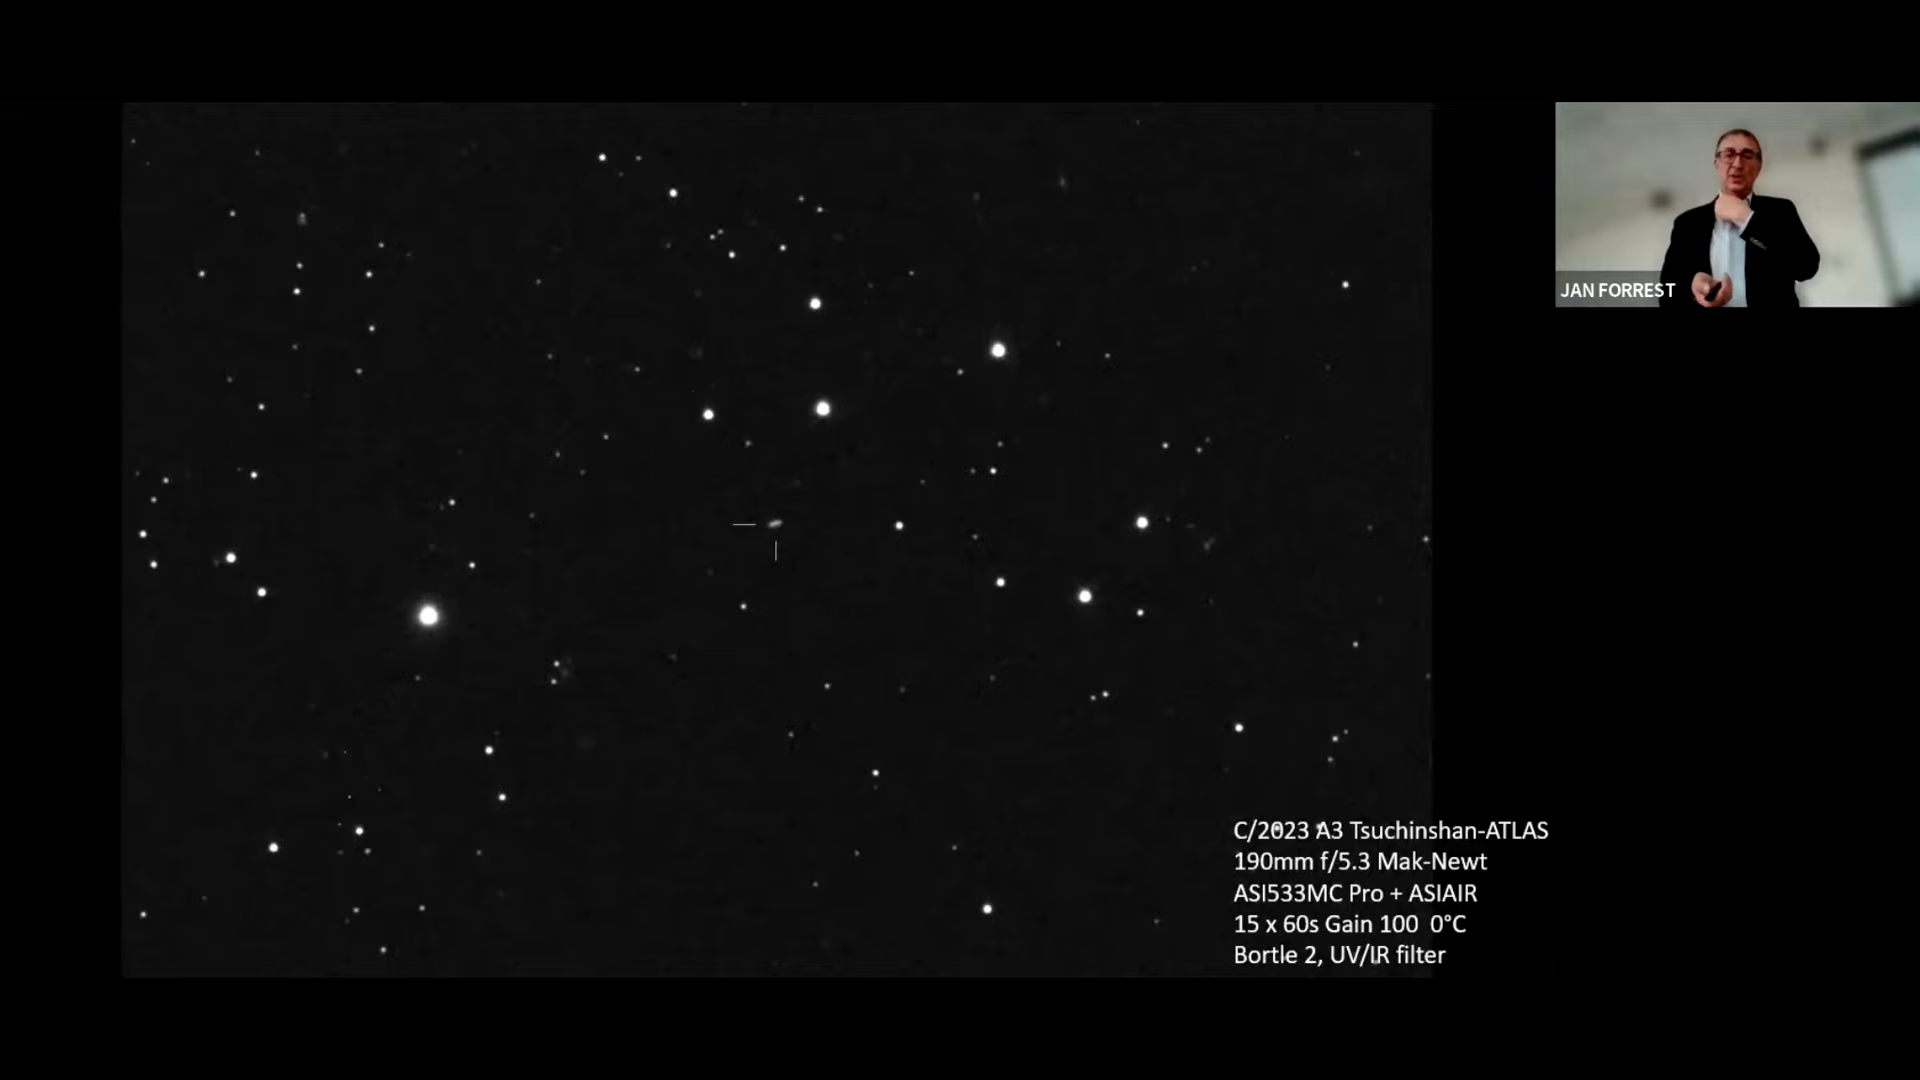 JAN FORREST
C/2023 A3 Tsuchinshan-ATLAS
190mm f/5.3 Mak-Newt
ASI533MC Pro + ASIAIR
15 x 60s Gain 100 0°C
Bortle 2, UV/IR filter